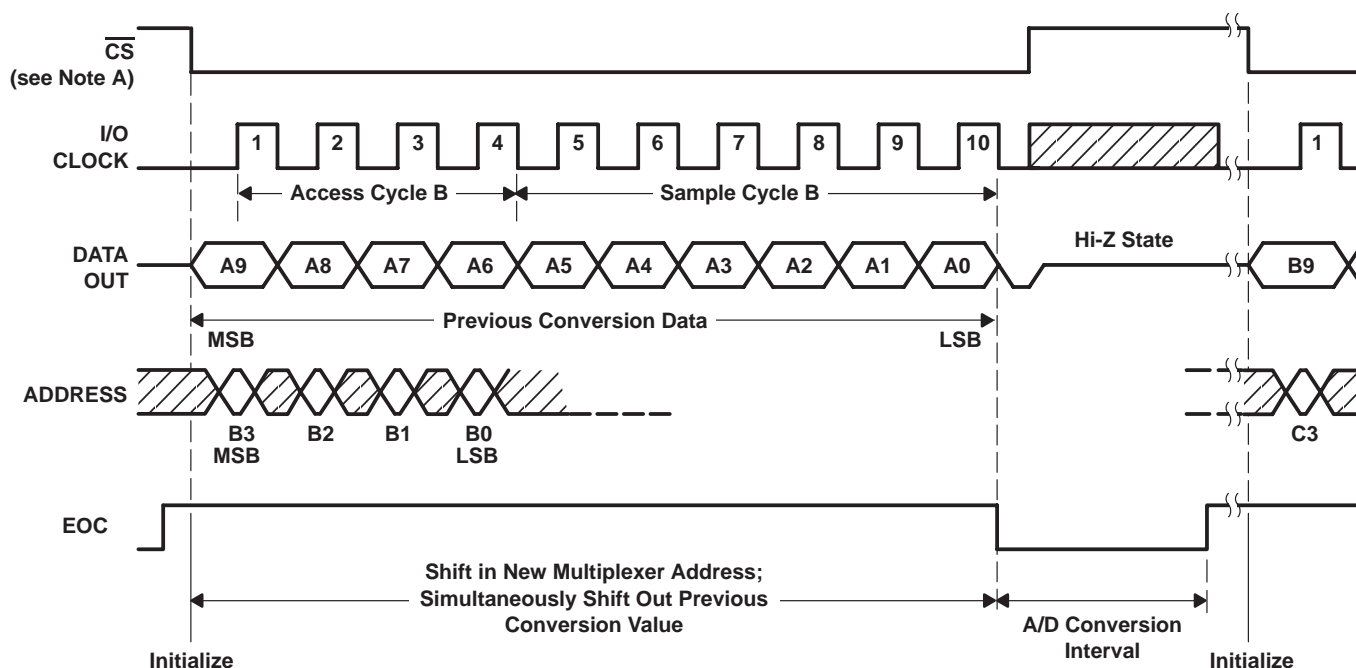 CS
(see Note A)
I/O
CLOCK
1 2 3 4 5 6 7 8 9 10 1
Access Cycle B
Sample Cycle B
DATA
OUT
A9 A8 A7 A6 A5 A4 A3 A2 A1 A0
Hi-Z State
B9
Previous Conversion Data
MSB
LSB
ADDRESS
B3 B2 B1 B0 C3
MSB LSB
EOC
Shift in New Multiplexer Address;
Simultaneously Shift Out Previous
Conversion Value
A/D Conversion
Interval
Initialize
Initialize